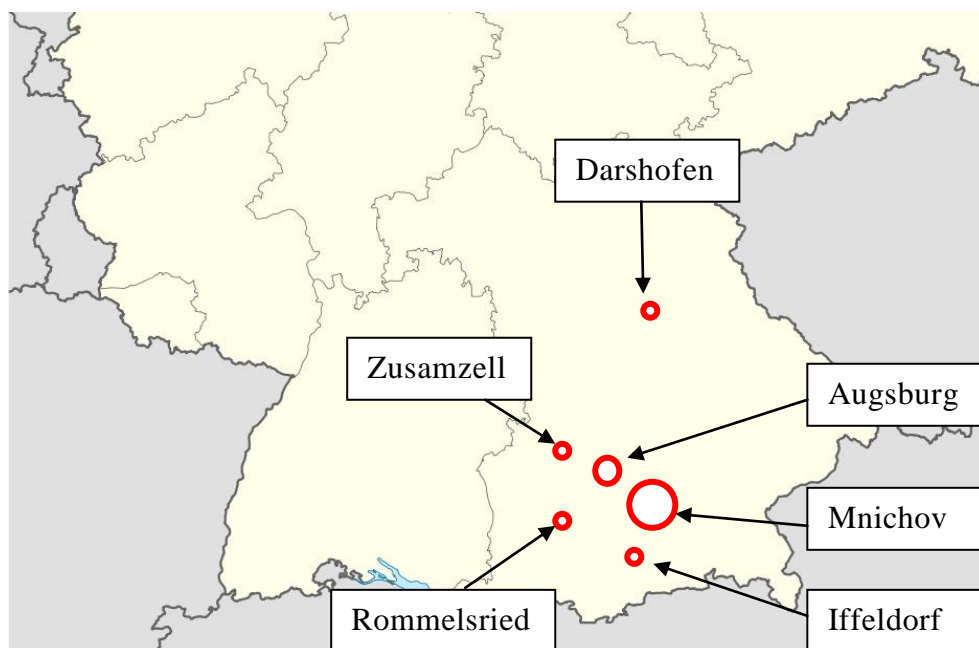 Darshofen
Zusamzell
Augsburg
Mnichov
Rommelsried
Iffeldorf